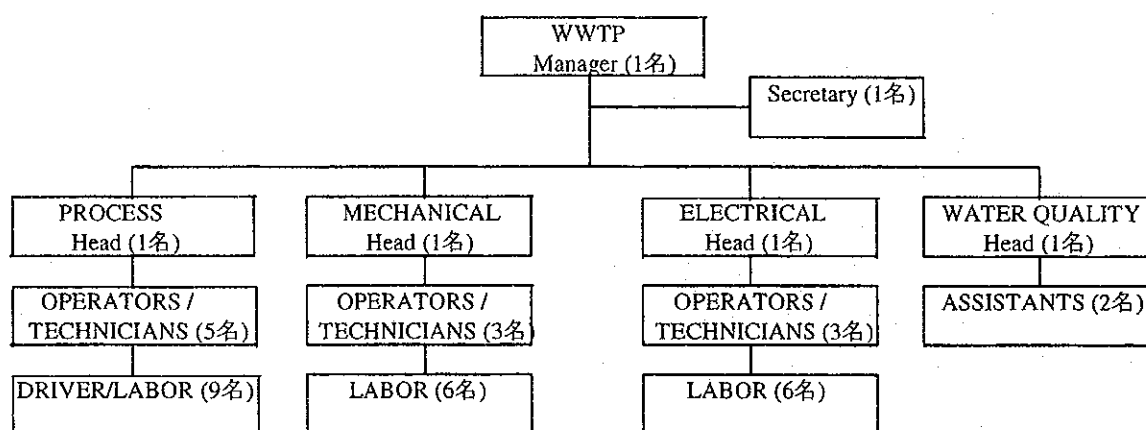 WWTP
Manager (1名)
Secretary (1名)
PROCESS
Head (1名)
MECHANICAL
Head (1名)
ELECTRICAL
Head (1名)
WATER QUALITY
Head (1名)
OPERATORS /
TECHNICIANS (5名)
OPERATORS /
TECHNICIANS (3名)
OPERATORS /
TECHNICIANS (3名)
ASSISTANTS (2名)
DRIVER/LABOR (9名)
LABOR (6名)
LABOR (6名)